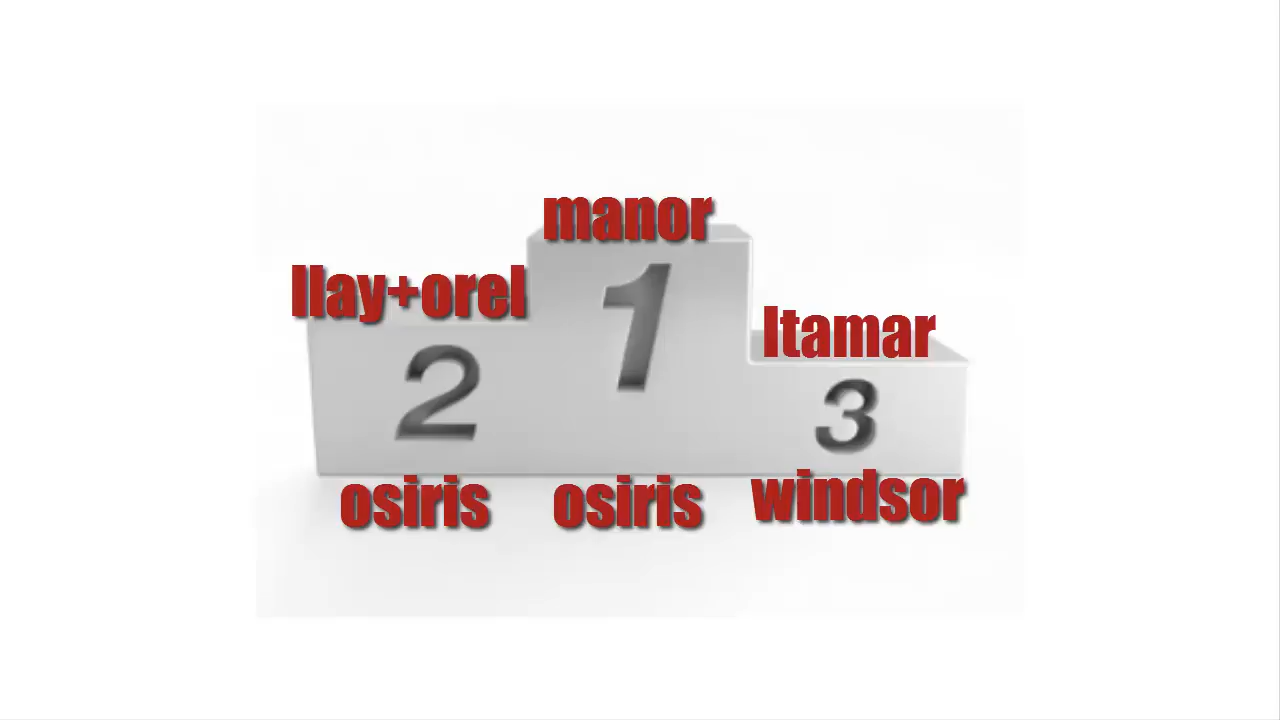 manor
Ilay+orel
1
Itamar
2
3
osiris osiris windsor